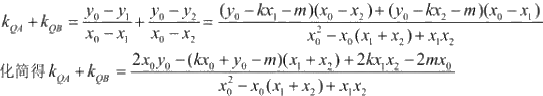 k_{QA} + k_{QB} = \frac{y_0 - y_1}{x_0 - x_1} + \frac{y_0 - y_2}{x_0 - x_2} = \frac{(y_0 - kx_1 - m)(x_0 - x_2) + (y_0 - kx_2 - m)(x_0 - x_1)}{x_0^2 - x_0(x_1 + x_2) + x_1x_2}
化简得 k_{QA} + k_{QB} = \frac{2x_0y_0 - (kx_0 + y_0 - m)(x_1 + x_2) + 2kx_1x_2 - 2mx_0}{x_0^2 - x_0(x_1 + x_2) + x_1x_2}